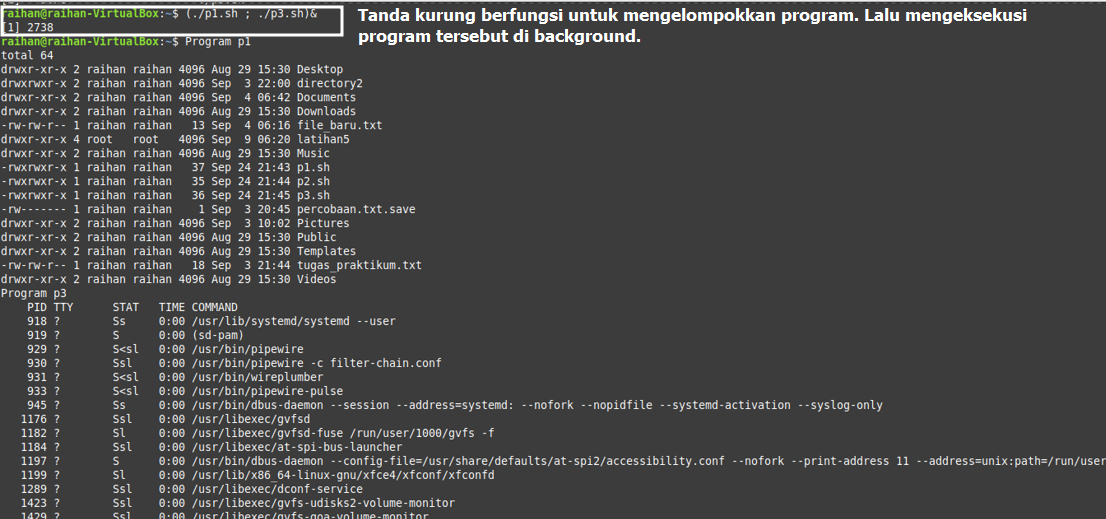 raihan@raihan-VirtualBox:~$ (./p1.sh ; ./p3.sh)&
[1] 2738
Tanda kurung berfungsi untuk mengelompokkan program. Lalu mengeksekusi
program tersebut di background.
raihan@raihan-VirtualBox:~$ Program p1
total 64
drwxr-xr-x 2 raihan raihan 4096 Aug 29 15:30 Desktop
drwxrwxr-x 2 raihan raihan 4096 Sep  3 22:00 directory2
drwxr-xr-x 2 raihan raihan 4096 Sep  4 06:42 Documents
drwxr-xr-x 2 raihan raihan 4096 Aug 29 15:30 Downloads
-rw-rw-r-- 1 raihan raihan   13 Sep  4 06:16 file_baru.txt
drwxr-xr-x 4 root   root   4096 Sep  9 06:20 latihan5
drwxr-xr-x 2 raihan raihan 4096 Aug 29 15:30 Music
-rwxrwxr-x 1 raihan raihan   37 Sep 24 21:43 p1.sh
-rwxrwxr-x 1 raihan raihan   35 Sep 24 21:44 p2.sh
-rwxrwxr-x 1 raihan raihan   36 Sep 24 21:45 p3.sh
-rw------- 1 raihan raihan    1 Sep  3 20:45 percobaan.txt.save
drwxr-xr-x 2 raihan raihan 4096 Sep  3 10:02 Pictures
drwxr-xr-x 2 raihan raihan 4096 Aug 29 15:30 Public
drwxr-xr-x 2 raihan raihan 4096 Aug 29 15:30 Templates
-rw-rw-r-- 1 raihan raihan   18 Sep  3 21:44 tugas_praktikum.txt
drwxr-xr-x 2 raihan raihan 4096 Aug 29 15:30 Videos
Program p3
    PID TTY      STAT   TIME COMMAND
    918 ?        Ss     0:00 /usr/lib/systemd/systemd --user
    919 ?        S      0:00 (sd-pam)
    929 ?        S<sl   0:00 /usr/bin/pipewire
    930 ?        Ssl    0:00 /usr/bin/pipewire -c filter-chain.conf
    931 ?        S<sl   0:00 /usr/bin/wireplumber
    933 ?        S<sl   0:00 /usr/bin/pipewire-pulse
    945 ?        Ss     0:00 /usr/bin/dbus-daemon --session --address=systemd: --nofork --nopidfile --systemd-activation --syslog-only
   1176 ?        Ssl    0:00 /usr/libexec/gvfsd
   1182 ?        Sl     0:00 /usr/libexec/gvfsd-fuse /run/user/1000/gvfs -f
   1184 ?        Ssl    0:00 /usr/libexec/at-spi-bus-launcher
   1197 ?        S      0:00 /usr/bin/dbus-daemon --config-file=/usr/share/defaults/at-spi2/accessibility.conf --nofork --print-address 11 --address=unix:path=/run/user
   1199 ?        Sl     0:00 /usr/lib/x86_64-linux-gnu/xfce4/xfconf/xfconfd
   1289 ?        Ssl    0:00 /usr/libexec/dconf-service
   1423 ?        Ssl    0:00 /usr/libexec/gvfs-udisks2-volume-monitor
   1429 ?        Ssl    0:00 /usr/libexec/gvfs-goa-volume-monitor